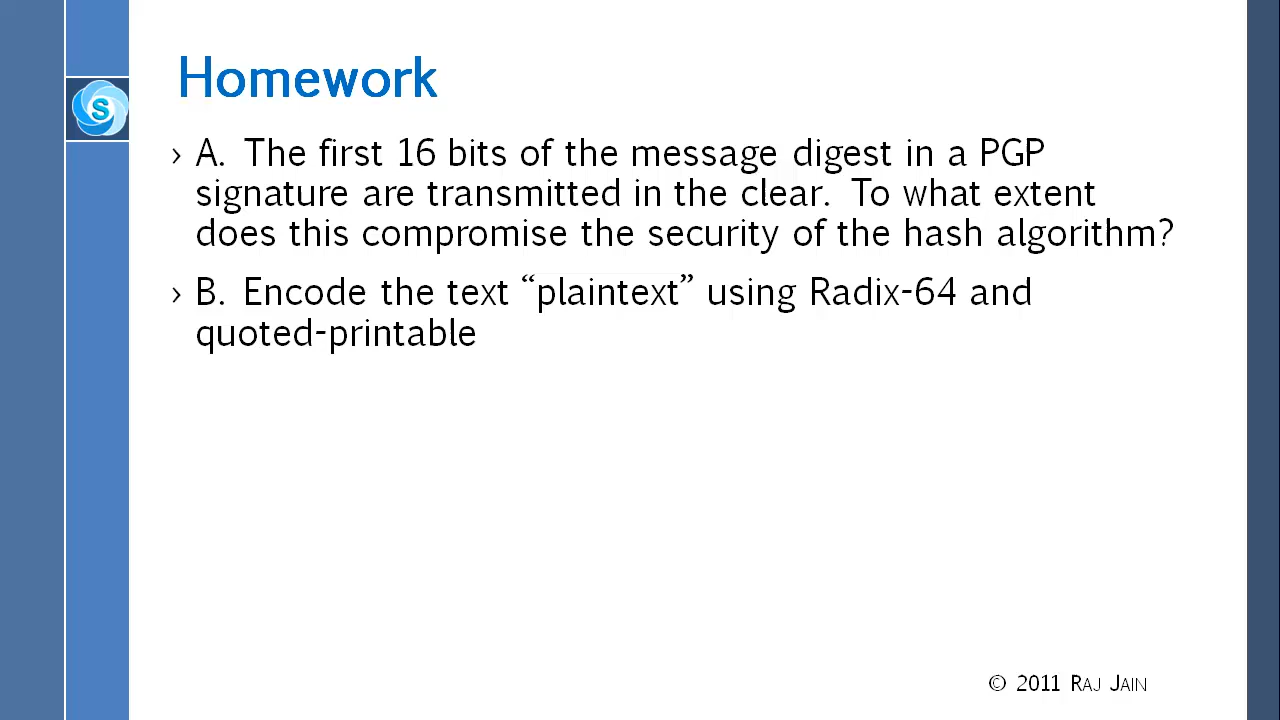 Homework
S
› A. The first 16 bits of the message digest in a PGP
signature are transmitted in the clear. To what extent
does this compromise the security of the hash algorithm?
› B. Encode the text “plaintext” using Radix-64 and
quoted-printable
© 2011 RAJ JAIN